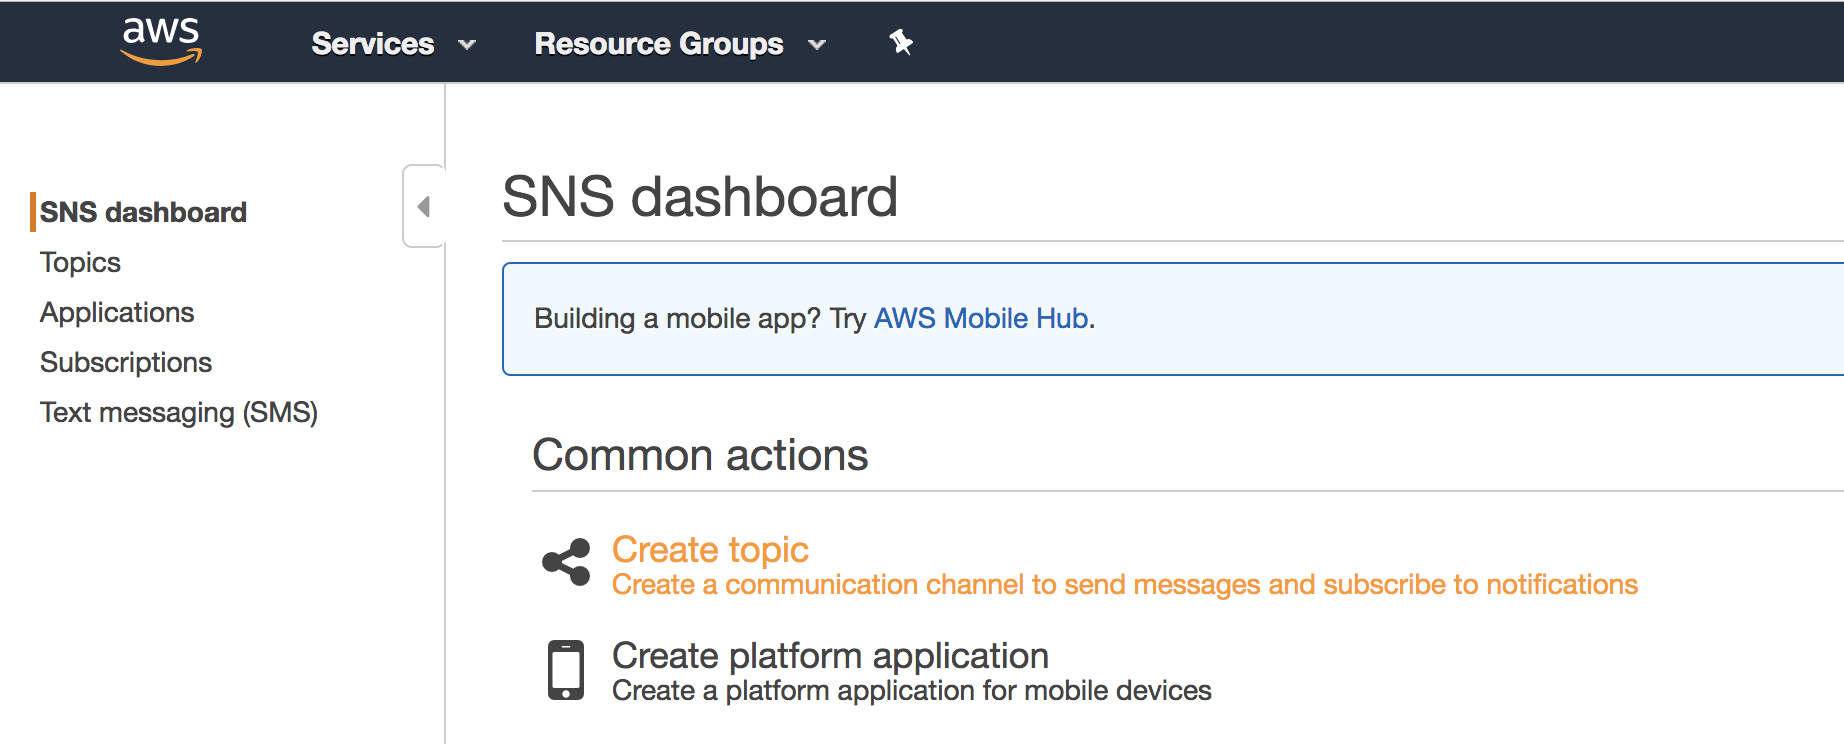 aws
Services
Resource Groups
SNS dashboard
Topics
Applications
Subscriptions
Text messaging (SMS)
SNS dashboard
Building a mobile app? Try AWS Mobile Hub.
Common actions
Create topic
Create a communication channel to send messages and subscribe to notifications
Create platform application
Create a platform application for mobile devices